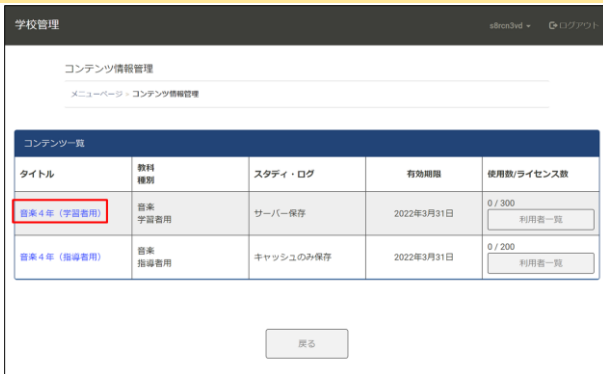 学校管理
s8rcn3vd
ログアウト
コンテンツ情報管理
メニューページ > コンテンツ情報管理
コンテンツ一覧
タイトル
教科
種別
スタディ・ログ
有効期限
使用数/ライセンス数
音楽４年（学習者用）
音楽
学習者用
サーバー保存
2022年3月31日
0 / 300
利用者一覧
音楽４年（指導者用）
音楽
指導者用
キャッシュのみ保存
2022年3月31日
0 / 200
利用者一覧
戻る